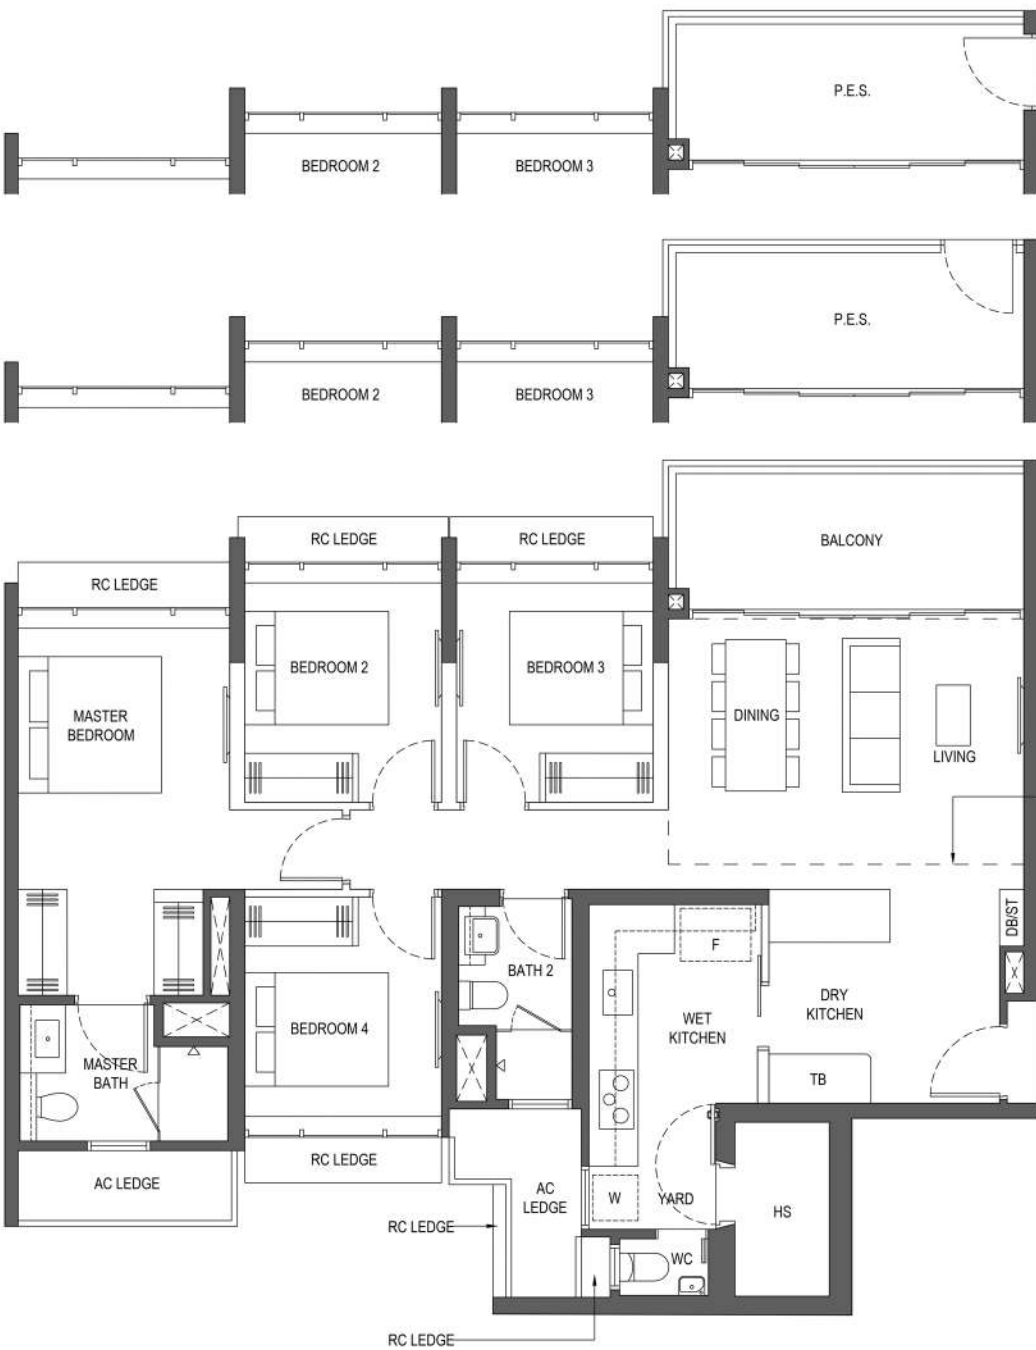 P.E.S.
BEDROOM 2
BEDROOM 3
P.E.S.
BEDROOM 2
BEDROOM 3
RC LEDGE
RC LEDGE
BALCONY
RC LEDGE
BEDROOM 2
BEDROOM 3
MASTER
BEDROOM
DINING
LIVING
DB/ST
F
BATH 2
DRY
KITCHEN
WET
KITCHEN
BEDROOM 4
MASTER
BATH
TB
RC LEDGE
AC LEDGE
AC
LEDGE
W
YARD
HS
RC LEDGE
WC
RC LEDGE